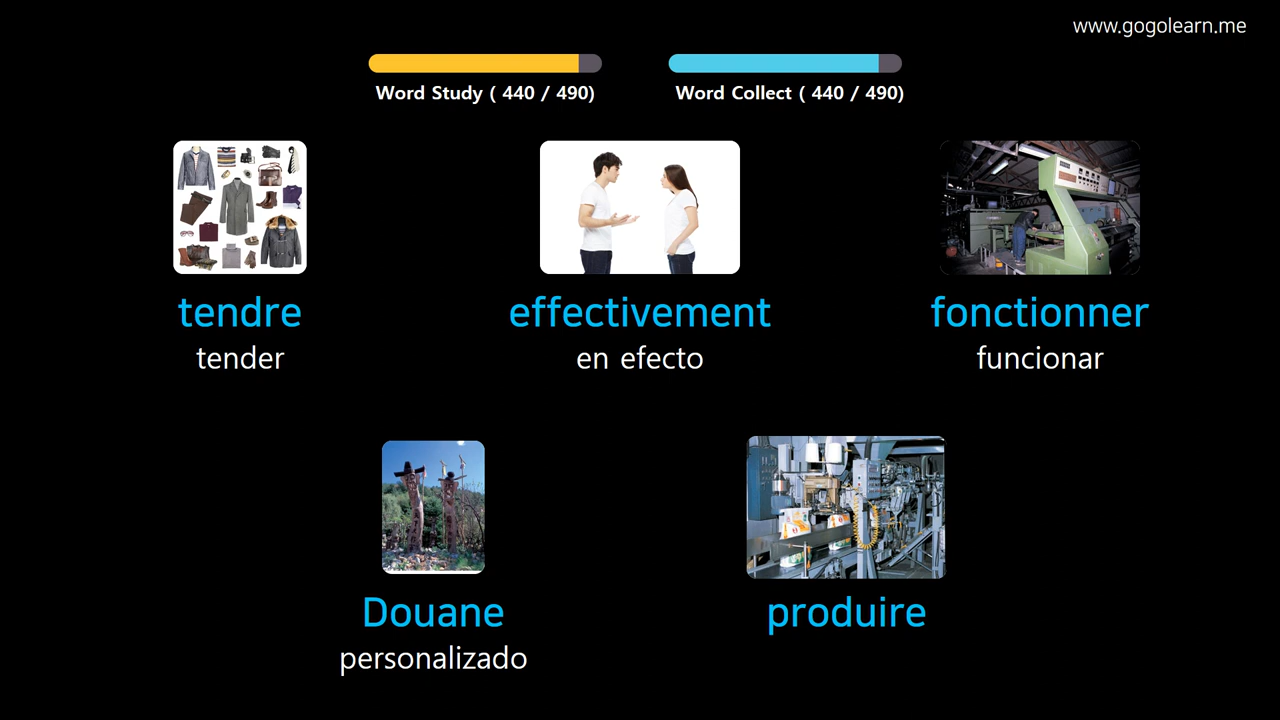 www.gogolearn.me
Word Study ( 440 / 490)
Word Collect ( 440 / 490)
tendre
tender
effectivement
en efecto
fonctionner
funcionar
Douane
personalizado
produire